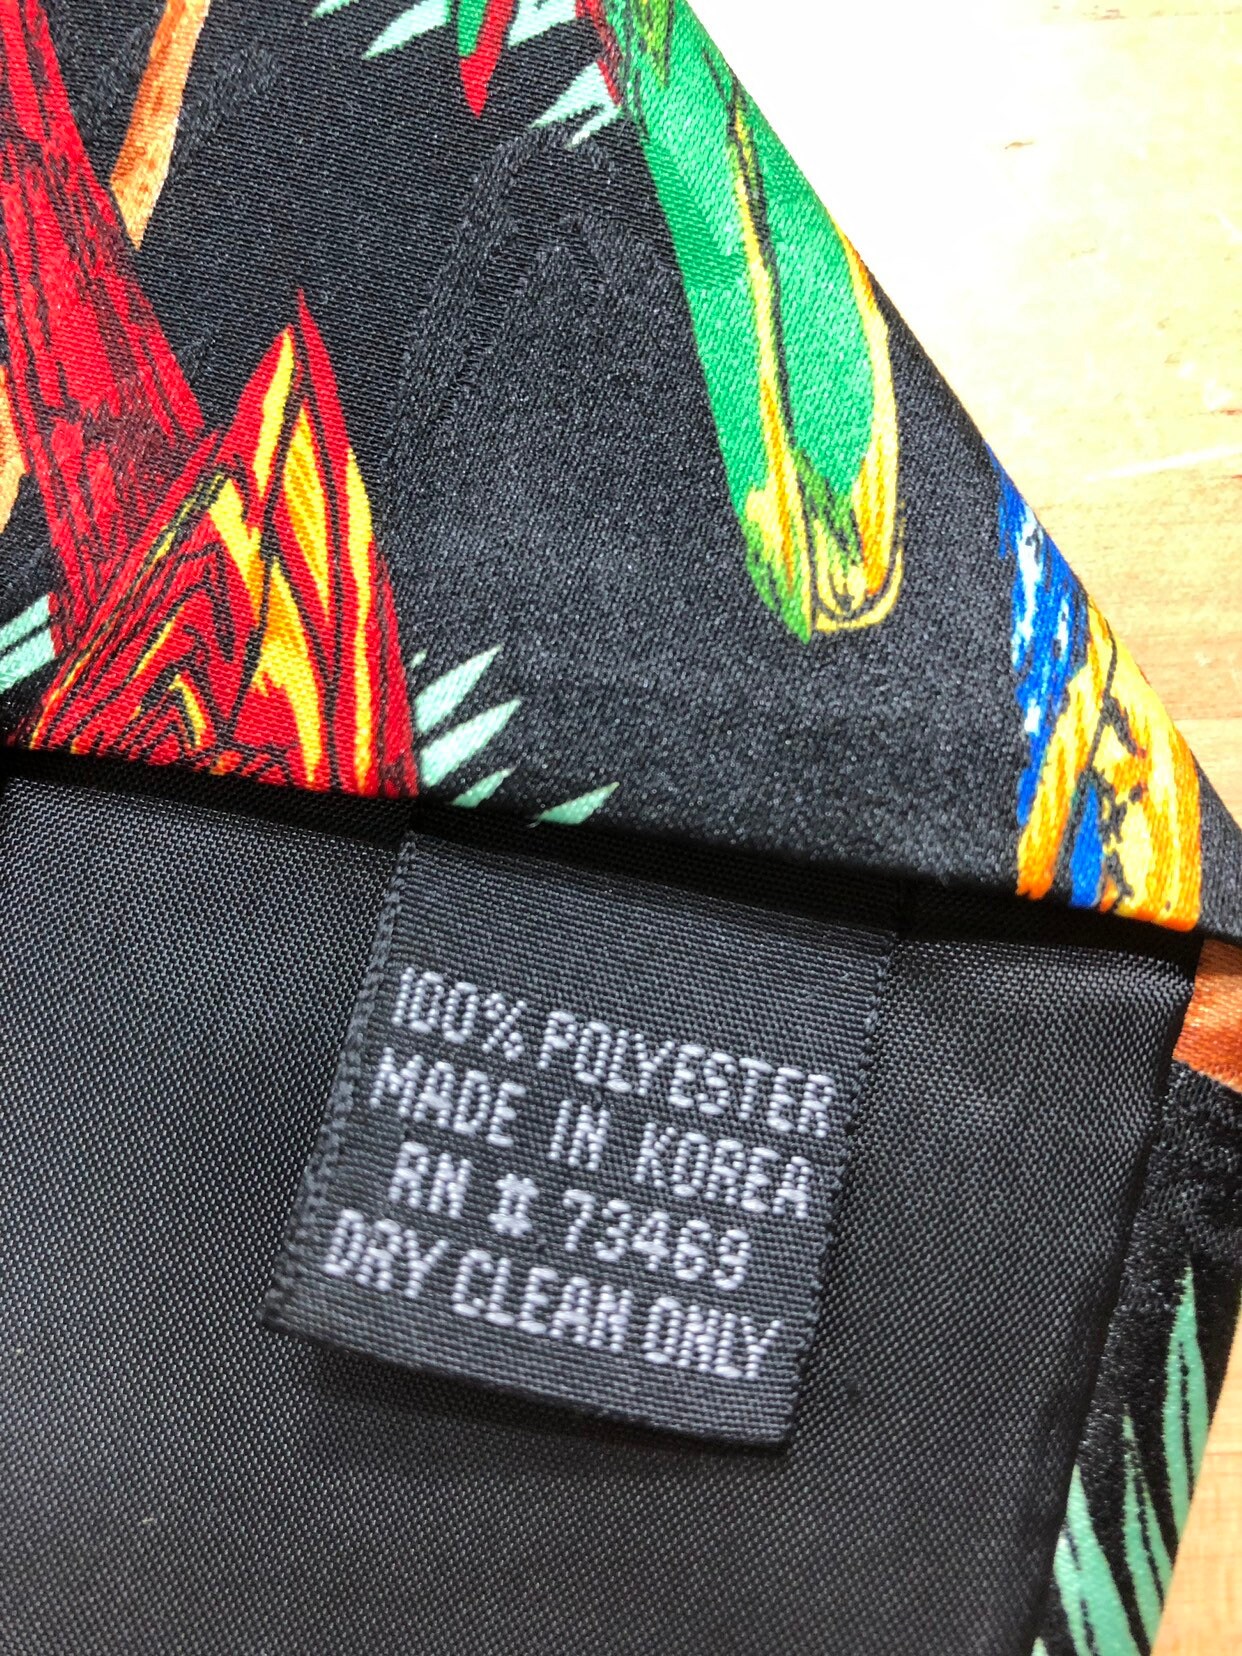 100% POLYESTER
MADE IN KOREA
RN # 73469
DRY CLEAN ONLY